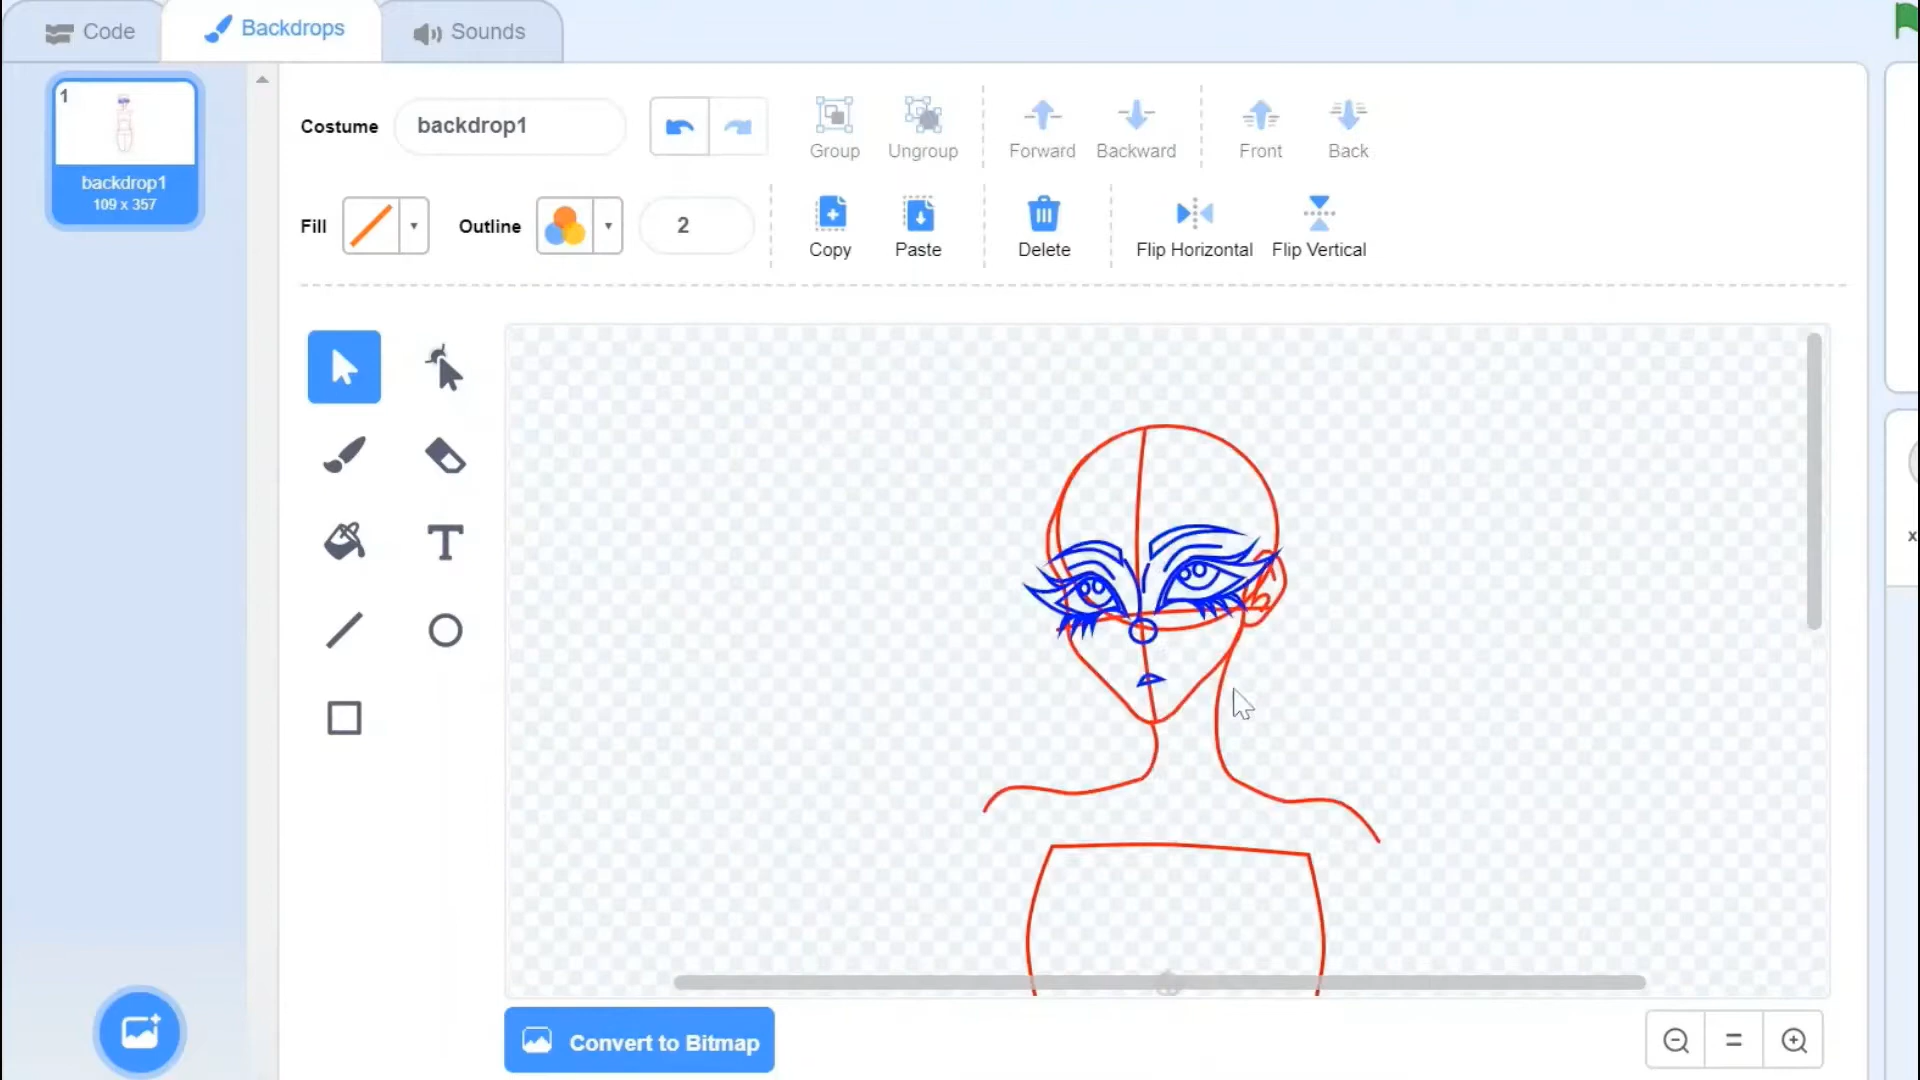 Code
Backdrops
Sounds
1
backdrop1
109 x 357
Costume
backdrop1
Group
Ungroup
Forward
Backward
Front
Back
Fill
Outline
2
Copy
Paste
Delete
Flip Horizontal
Flip Vertical
T
Convert to Bitmap
x